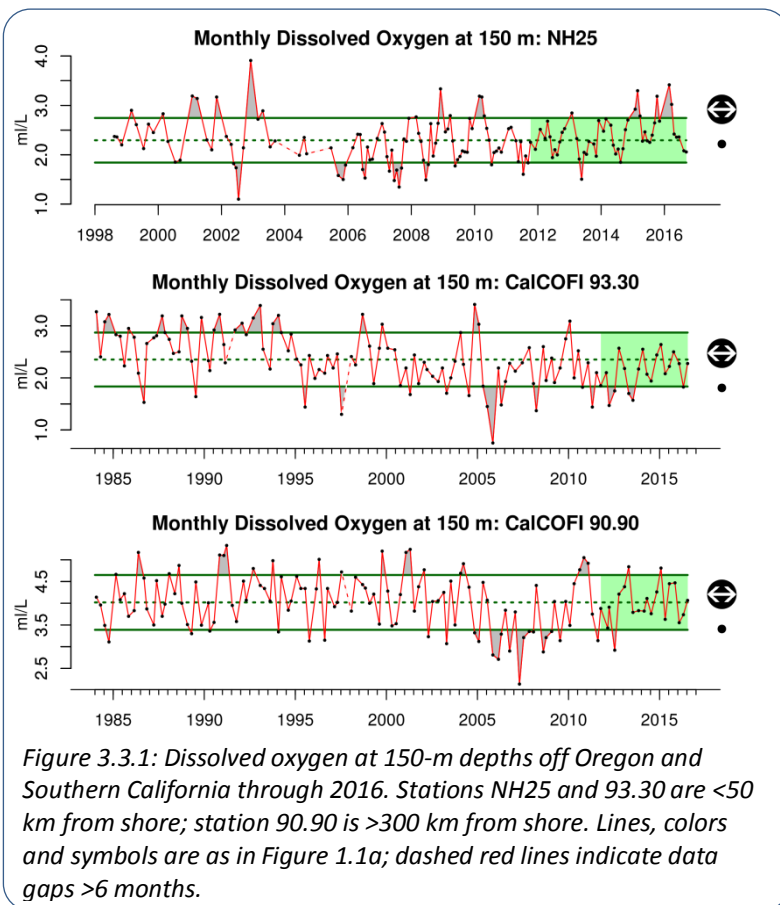 Monthly Dissolved Oxygen at 150 m: NH25
ml/L
4.0
3.0
2.0
1.0
1998 2000 2002 2004 2006 2008 2010 2012 2014 2016
Monthly Dissolved Oxygen at 150 m: CalCOFI 93.30
ml/L
3.0
2.0
1.0
1985 1990 1995 2000 2005 2010 2015
Monthly Dissolved Oxygen at 150 m: CalCOFI 90.90
ml/L
4.5
3.5
2.5
1985 1990 1995 2000 2005 2010 2015
Figure 3.3.1: Dissolved oxygen at 150-m depths off Oregon and
Southern California through 2016. Stations NH25 and 93.30 are <50
km from shore; station 90.90 is >300 km from shore. Lines, colors
and symbols are as in Figure 1.1a; dashed red lines indicate data
gaps >6 months.